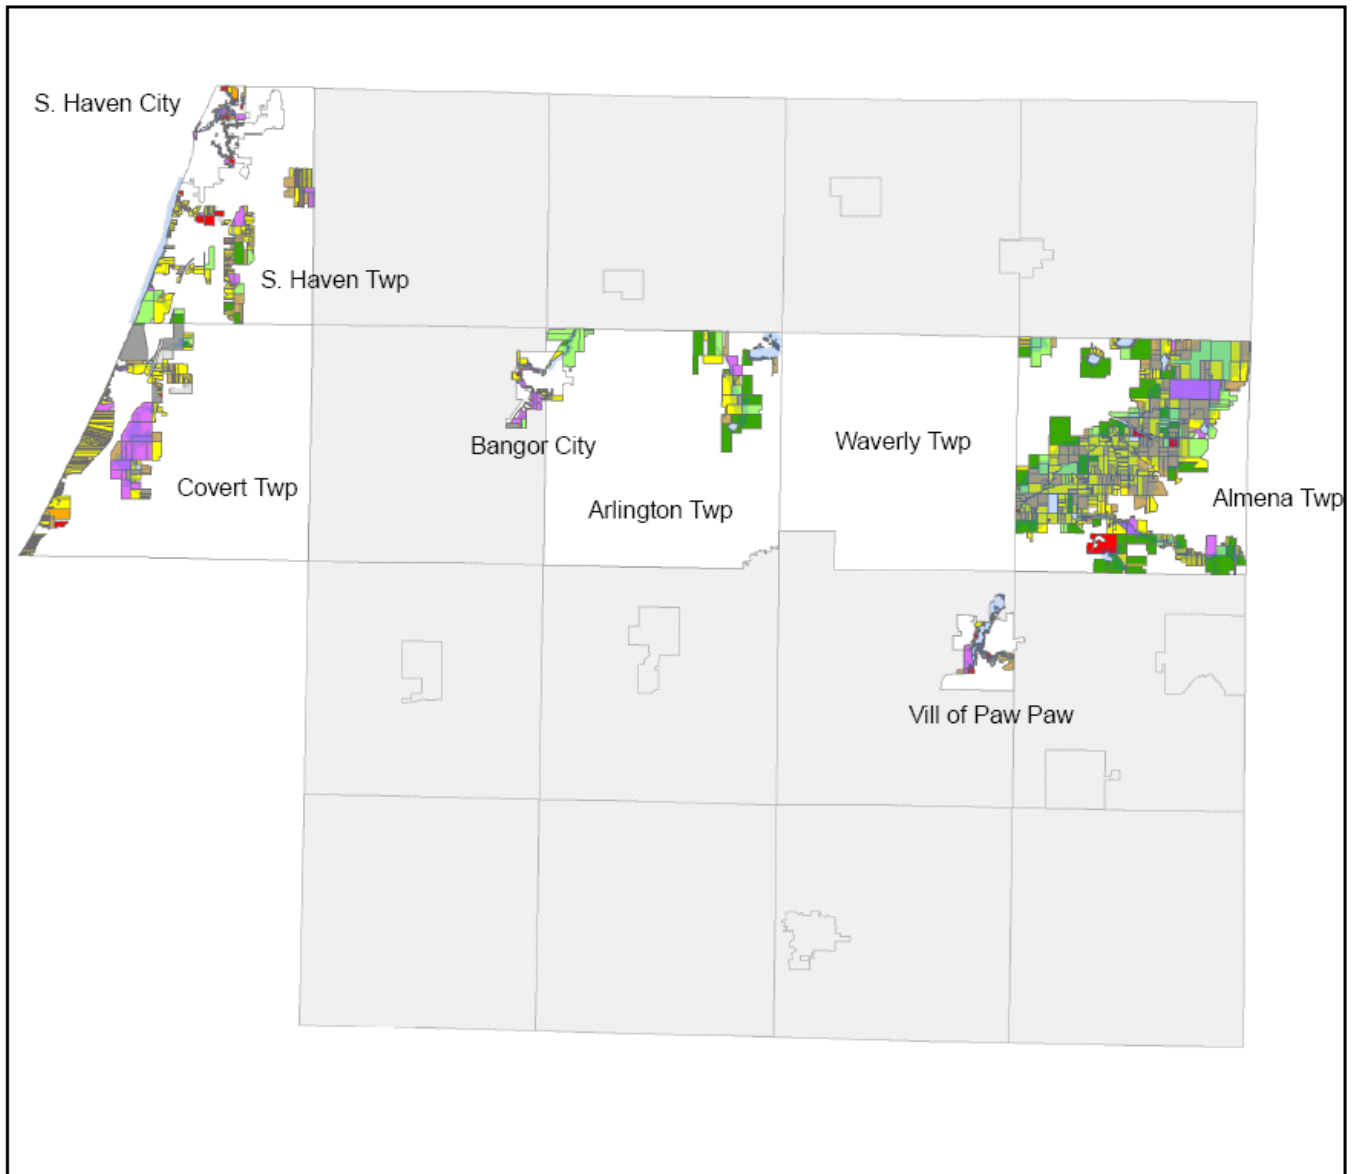 S. Haven City
S. Haven Twp
Bangor City
Waverly Twp
Covert Twp
Almena Twp
Arlington Twp
Vill of Paw Paw